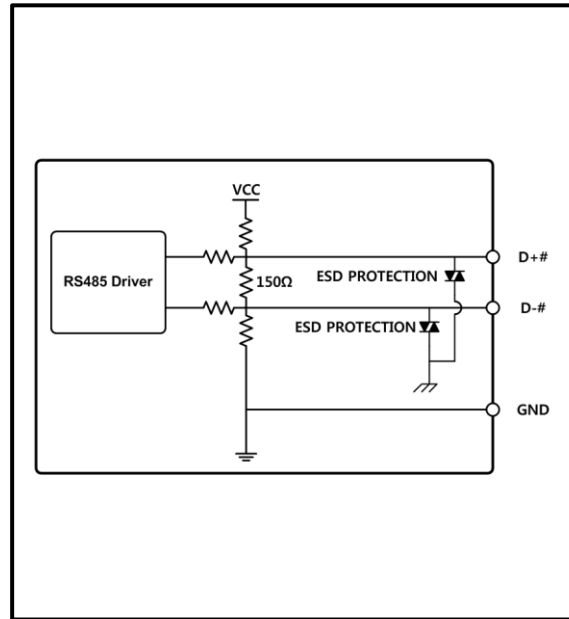 VCC
D+#
ESD PROTECTION
RS485 Driver
150Ω
D-#
ESD PROTECTION
GND